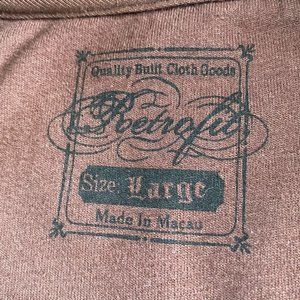 Quality Built Cloth Goods
Retrofit
Size Large
Made In Macau